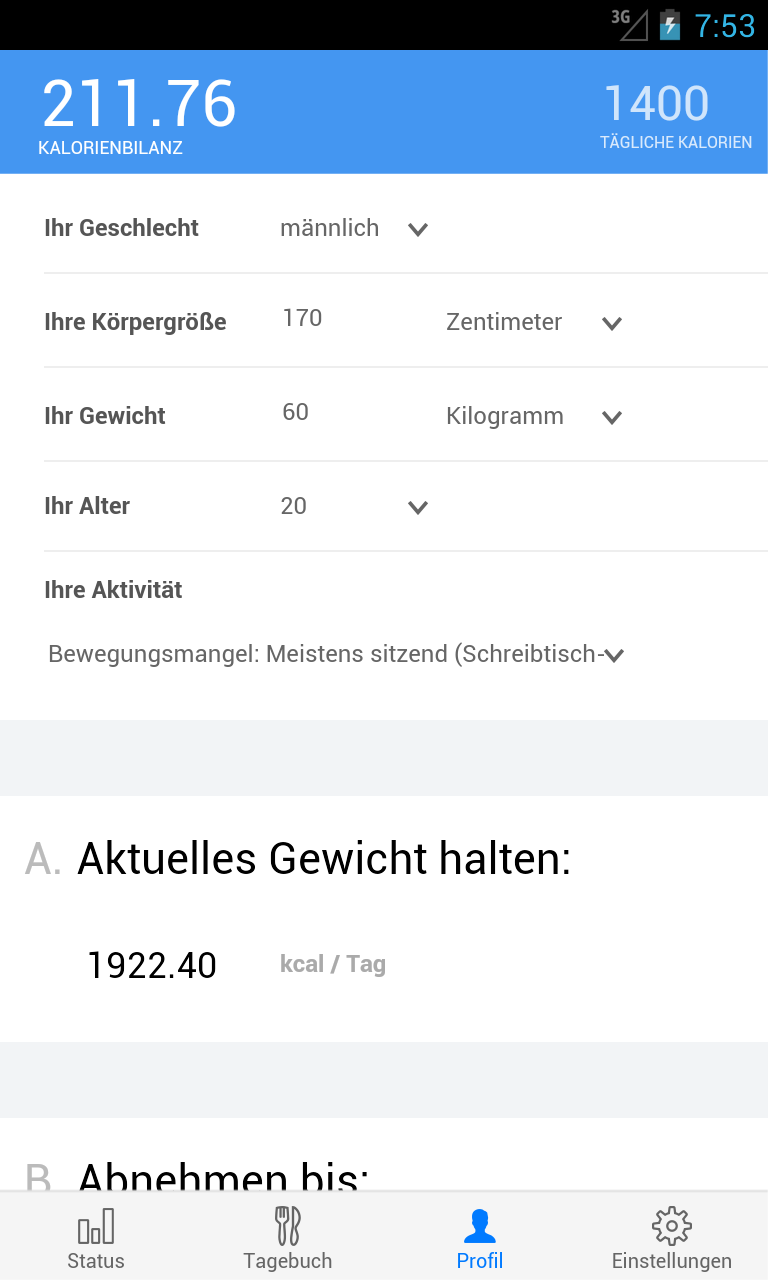 3G 7:53
211.76 1400
KALORIENBILANZ TÄGLICHE KALORIEN
Ihr Geschlecht männlich
Ihre Körpergröße 170 Zentimeter
Ihr Gewicht 60 Kilogramm
Ihr Alter 20
Ihre Aktivität
Bewegungsmangel: Meistens sitzend (Schreibtisch-
A. Aktuelles Gewicht halten:
1922.40 kcal / Tag
B. Abnehmen bis:
Status Tagebuch Profil Einstellungen